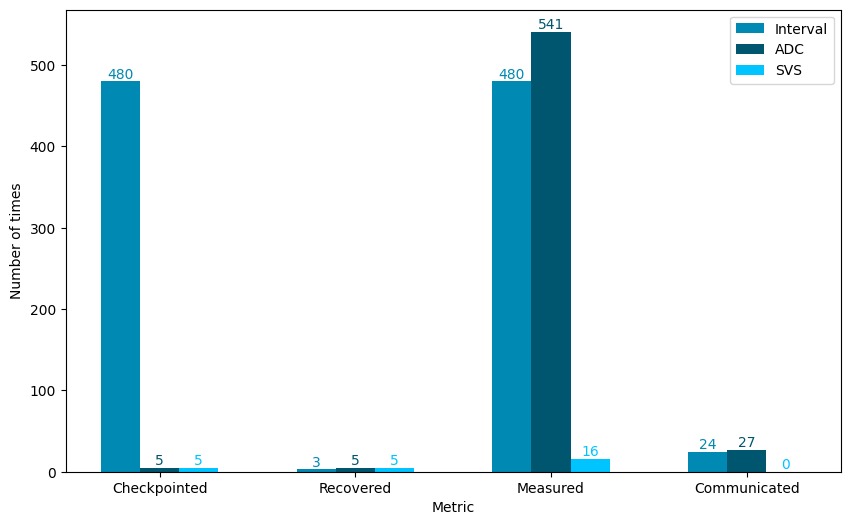 Interval
ADC
SVS
Number of times
500
400
300
200
100
0
480
5
5
3
5
5
480
541
16
24
27
0
Checkpointed
Recovered
Measured
Communicated
Metric